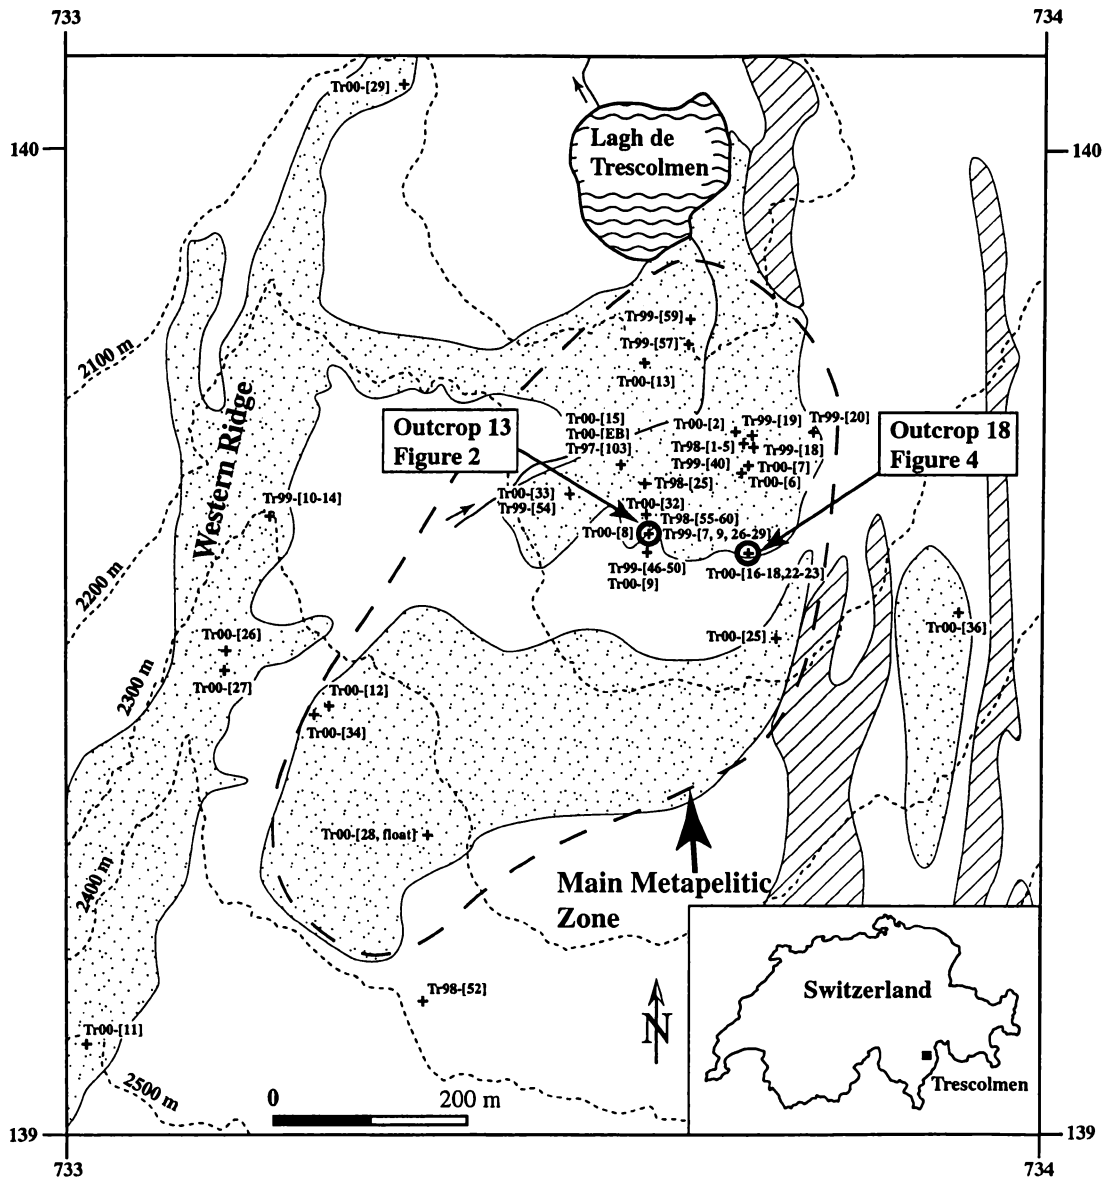 733
734
Tr00-[29]
140
Lagh de
Trescolmen
140
Tr99-[59]
Tr99-[57]
Tr00-[13]
2100 m
Western Ridge
Outcrop 13
Figure 2
Tr00-[15]
Tr00-[EB]
Tr97-[103]
Tr00-[2]
Tr99-[19]
Tr99-[20]
Tr98-[1-5]
Tr99-[18]
Tr99-[40]
Tr00-[7]
Tr00-[6]
Outcrop 18
Figure 4
Tr98-[25]
Tr99-[10-14]
Tr00-[33]
Tr99-[54]
Tr00-[32]
Tr98-[55-60]
Tr00-[8]
Tr99-[7, 9, 26-29]
Tr99-[46-50]
Tr00-[9]
Tr00-[16-18,22-23]
2200 m
Tr00-[26]
Tr00-[27]
Tr00-[25]
Tr00-[36]
2300 m
Tr00-[12]
Tr00-[34]
Tr00-[28, float]
2400 m
Main Metapelitic
Zone
Tr98-[52]
Tr00-[11]
2500 m
0
200 m
N
Switzerland
Trescolmen
139
139
733
734